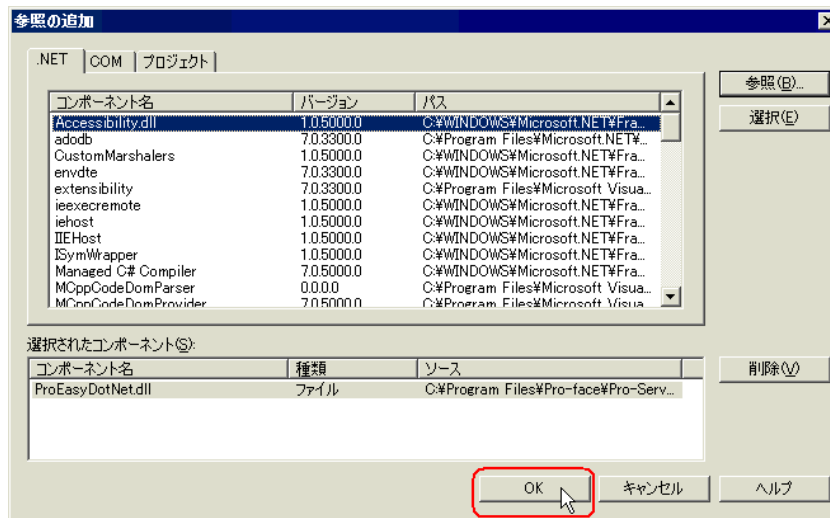 参照の追加
.NET COM プロジェクト
参照(B)...
選択(E)
コンポーネント名 バージョン パス
Accessibility.dll 1.0.5000.0 C:¥WINDOWS¥Microsoft.NET¥Fra...
adodb 7.0.3300.0 C:¥Program Files¥Microsoft.NET¥...
CustomMarshalers 1.0.5000.0 C:¥WINDOWS¥Microsoft.NET¥Fra...
envdte 7.0.3300.0 C:¥WINDOWS¥Microsoft.NET¥Fra...
extensibility 7.0.3300.0 C:¥Program Files¥Microsoft Visua...
ieexecremote 1.0.5000.0 C:¥WINDOWS¥Microsoft.NET¥Fra...
iehost 1.0.5000.0 C:¥WINDOWS¥Microsoft.NET¥Fra...
IIEHost 1.0.5000.0 C:¥WINDOWS¥Microsoft.NET¥Fra...
ISymWrapper 1.0.5000.0 C:¥WINDOWS¥Microsoft.NET¥Fra...
Managed C# Compiler 7.0.5000.0 C:¥WINDOWS¥Microsoft.NET¥Fra...
MCppCodeDomParser 0.0.0.0 C:¥Program Files¥Microsoft Visua...
MCppCodeDomProvider 7.0.5000.0 C:¥Program Files¥Microsoft Visua...
選択されたコンポーネント(S):
コンポーネント名 種類 ソース
ProEasyDotNet.dll ファイル C:¥Program Files¥Pro-face¥Pro-Serv...
削除(V)
OK キャンセル ヘルプ